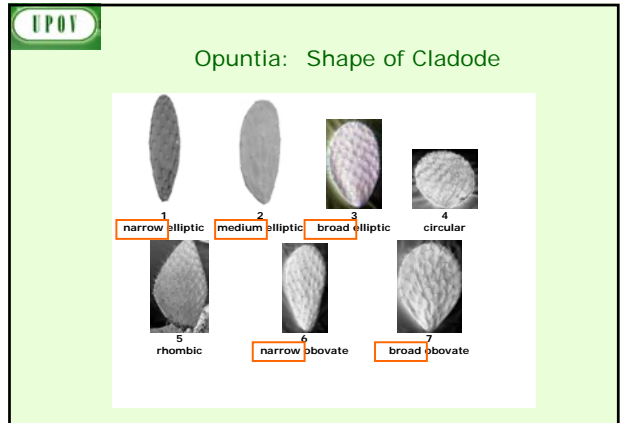 UPOV
Opuntia: Shape of Cladode
1 2 3 4
narrow elliptic medium elliptic broad elliptic circular
5 6 7
rhombic narrow obovate broad obovate